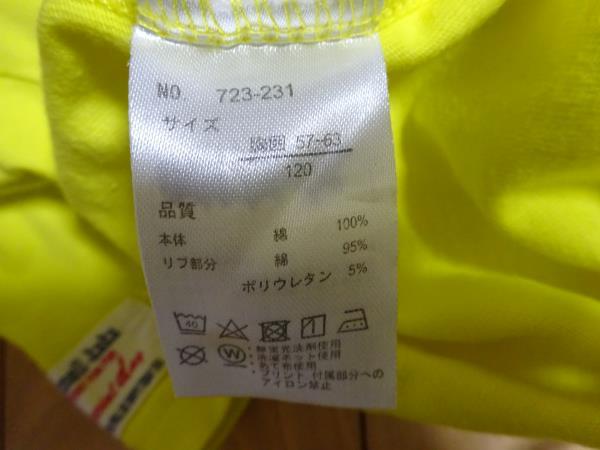 NO. 723-231
サイズ
胸囲 57~63
120
品質
本体 綿 100%
リブ部分 綿 95%
ポリウレタン 5%
40
W
・無蛍光洗剤使用
・洗濯ネット使用
・あて布使用
・プリント 付属部分への
アイロン禁止